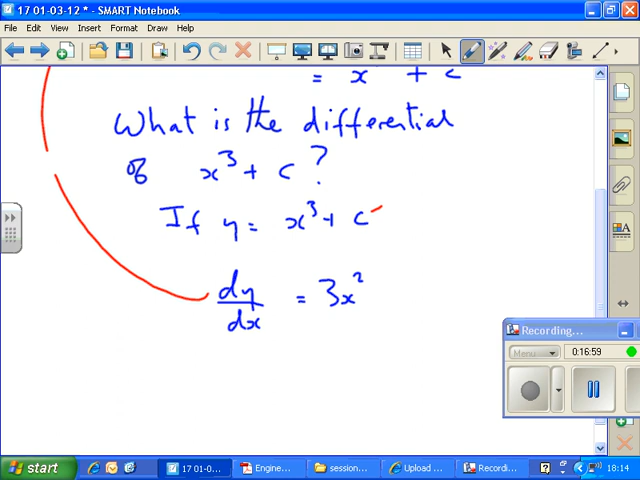 17 01-03-12 * - SMART Notebook
File Edit View Insert Format Draw Help
= x + c
What is the differential
of x³ + c ?
If y = x³ + c
dy/dx = 3x²
Recording...
Menu
0:16:59
start
17 01-0...
Engine...
session...
Upload ...
Recordi...
18:14